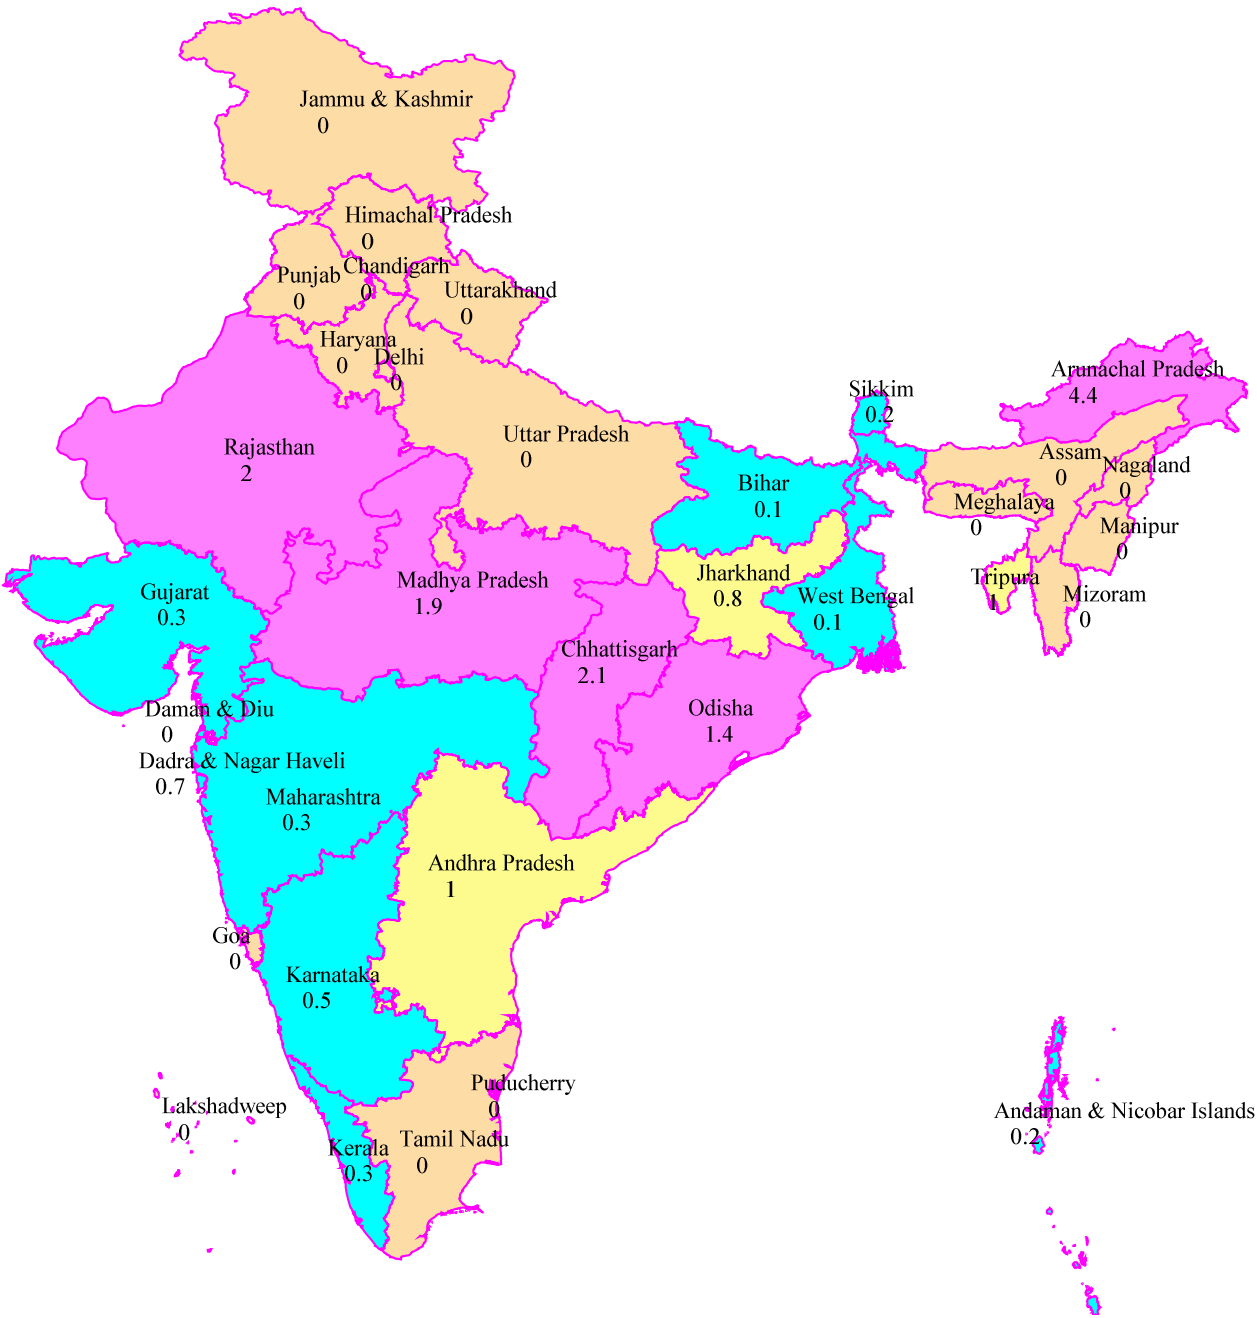 Jammu & Kashmir
0
Himachal Pradesh
0
Chandigarh
0
Punjab
0
Uttarakhand
0
Haryana
0
Delhi
0
Arunachal Pradesh
4.4
Sikkim
0.2
Uttar Pradesh
0
Rajasthan
2
Assam
0
Nagaland
0
Bihar
0.1
Meghalaya
0
Manipur
0
Jharkhand
0.8
Tripura
1
Madhya Pradesh
1.9
Gujarat
0.3
West Bengal
0.1
Mizoram
0
Chhattisgarh
2.1
Odisha
1.4
Daman & Diu
0
Dadra & Nagar Haveli
0.7
Maharashtra
0.3
Andhra Pradesh
1
Goa
0
Karnataka
0.5
Puducherry
0
Lakshadweep
0
Andaman & Nicobar Islands
0.2
Tamil Nadu
0
Kerala
0.3